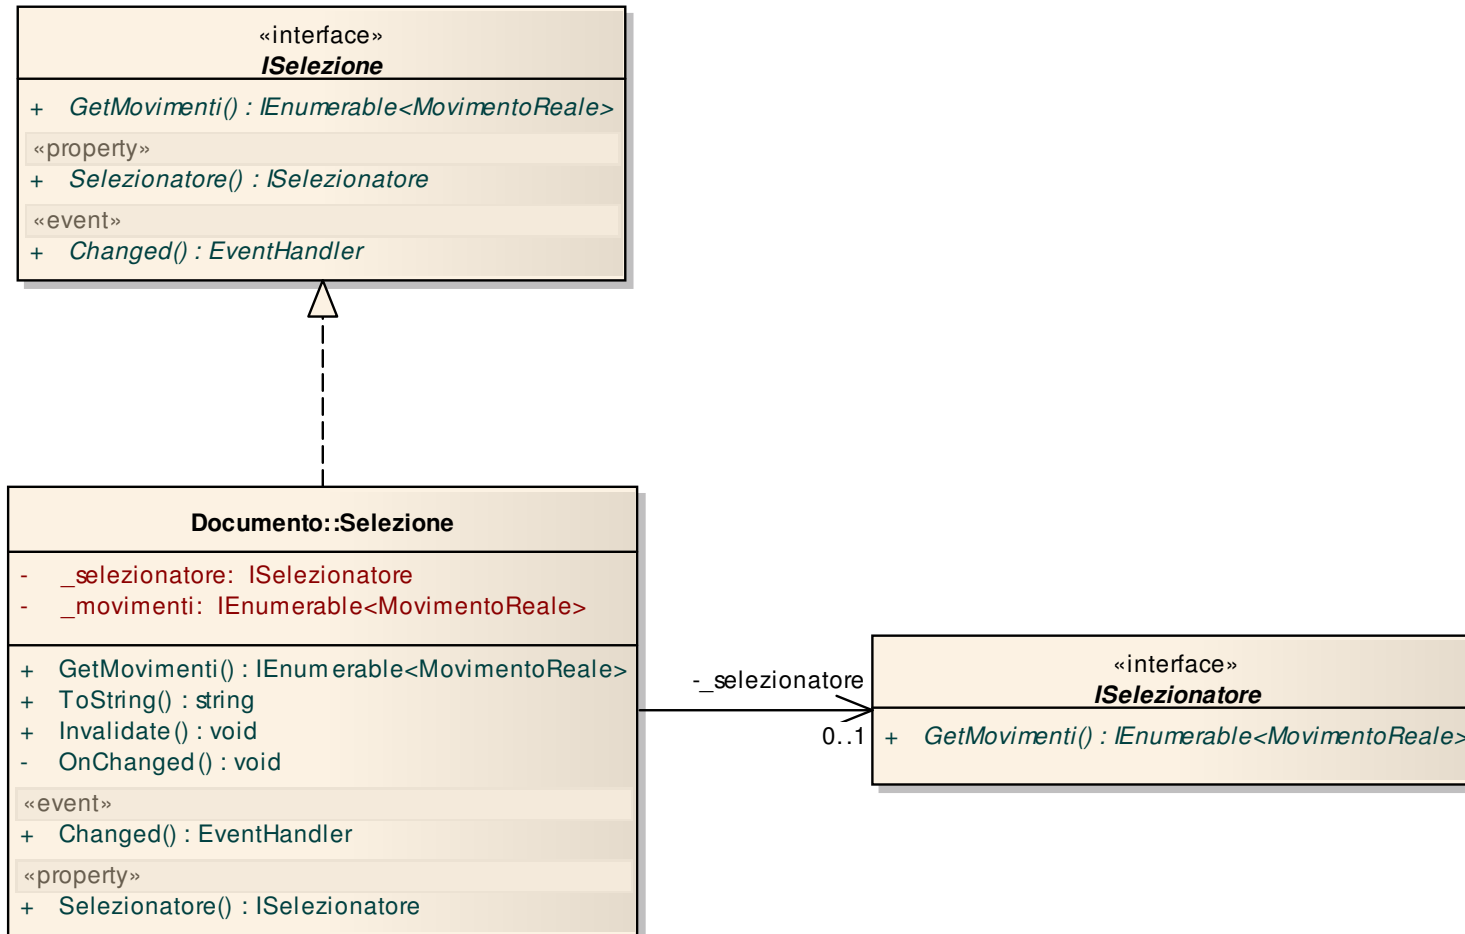 «interface»
ISelezione
+ GetMovimenti() : IEnumerable<MovimentoReale>
«property»
+ Selezionatore() : ISelezionatore
«event»
+ Changed() : EventHandler
Documento::Selezione
- _selezionatore: ISelezionatore
- _movimenti: IEnumerable<MovimentoReale>
+ GetMovimenti() : IEnumerable<MovimentoReale>
+ ToString() : string
+ Invalidate() : void
- OnChanged() : void
«event»
+ Changed() : EventHandler
«property»
+ Selezionatore() : ISelezionatore
-_selezionatore
0..1
«interface»
ISelezionatore
+ GetMovimenti() : IEnumerable<MovimentoReale>